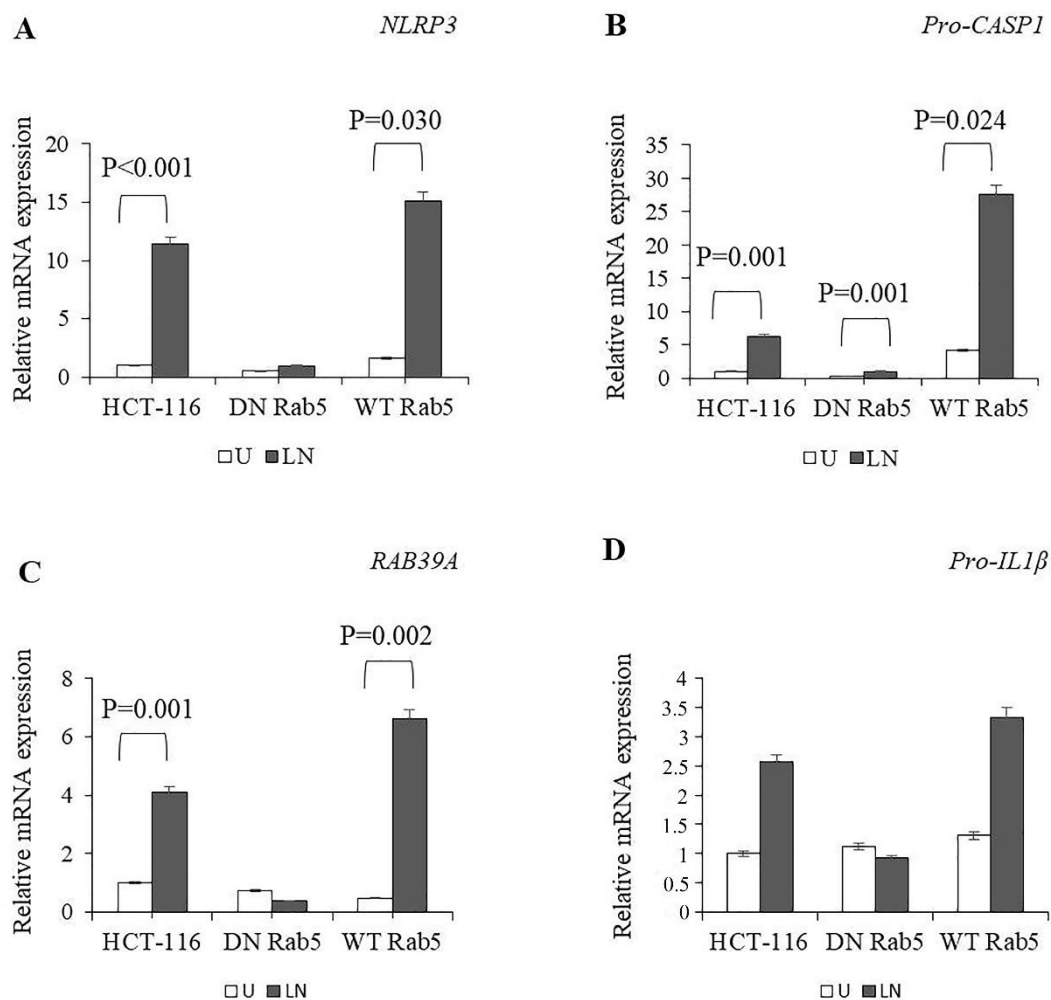 A
NLRP3
Relative mRNA expression
20
15
10
5
0
P<0.001
P=0.030
HCT-116 DN Rab5 WT Rab5
U LN
B
Pro-CASP1
Relative mRNA expression
35
30
25
20
15
10
5
0
P=0.001
P=0.001
P=0.024
HCT-116 DN Rab5 WT Rab5
U LN
C
RAB39A
Relative mRNA expression
8
6
4
2
0
P=0.001
P=0.002
HCT-116 DN Rab5 WT Rab5
U LN
D
Pro-IL1β
Relative mRNA expression
4
3.5
3
2.5
2
1.5
1
0.5
0
HCT-116 DN Rab5 WT Rab5
U LN